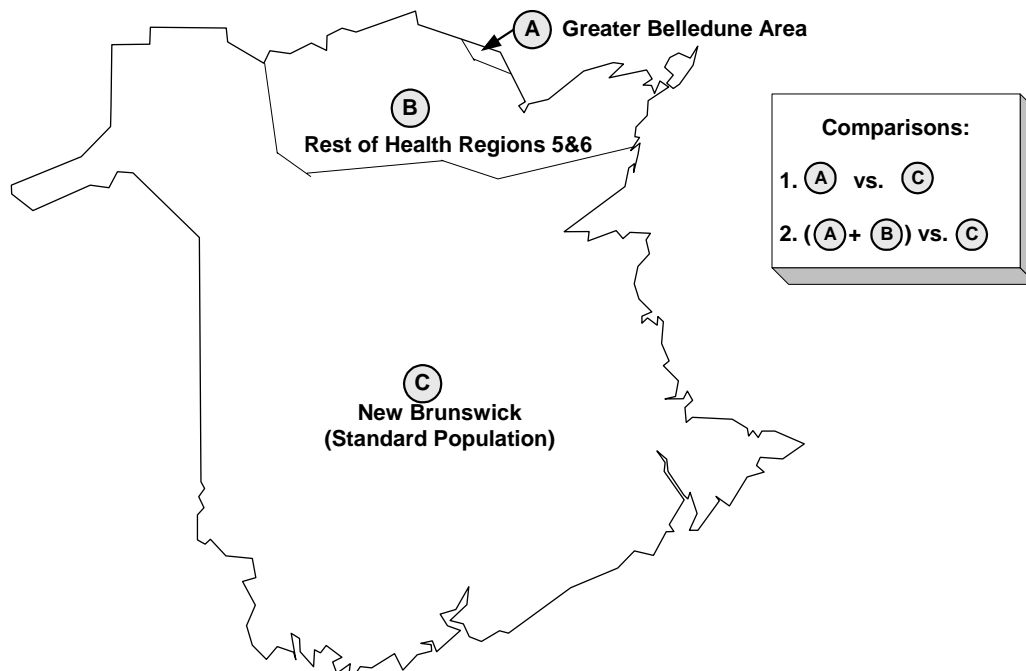 A Greater Belledune Area
B
Rest of Health Regions 5&6
Comparisons:
1. A vs. C
2. (A + B) vs. C
C
New Brunswick
(Standard Population)